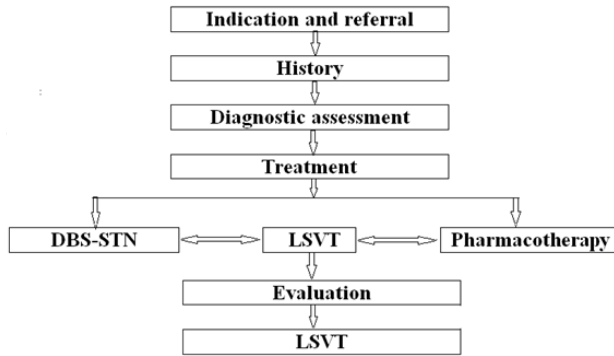 Indication and referral
History
Diagnostic assessment
Treatment
DBS-STN
LSVT
Pharmacotherapy
Evaluation
LSVT